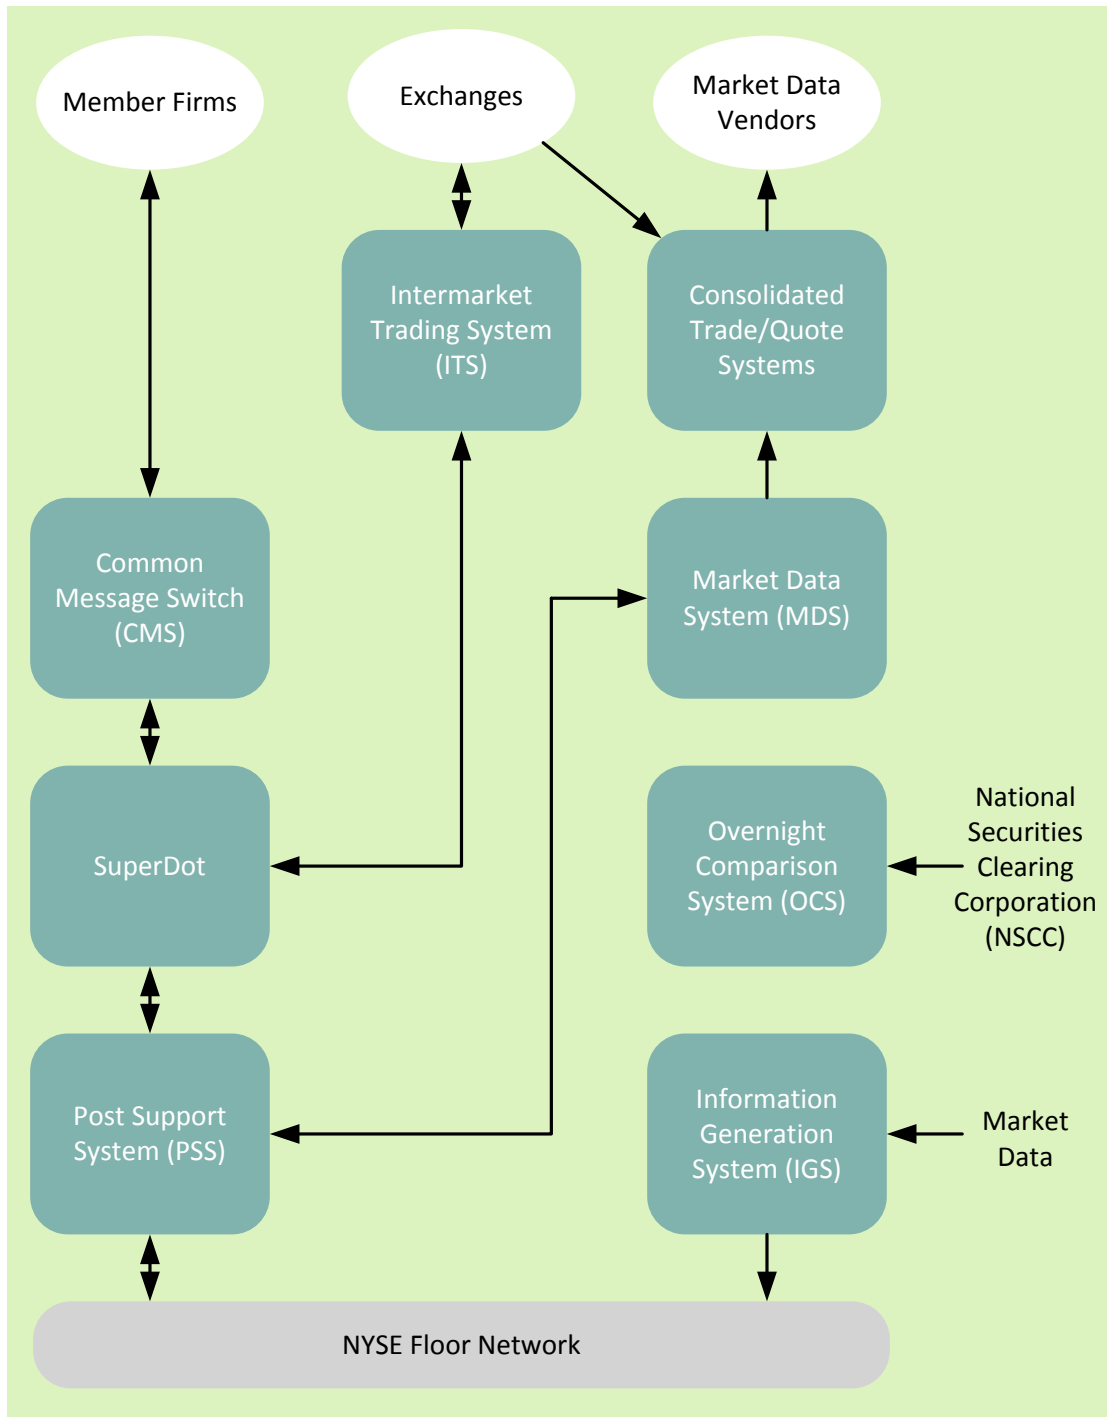 Member Firms
Exchanges
Market Data
Vendors
Intermarket
Trading System
(ITS)
Consolidated
Trade/Quote
Systems
Common
Message Switch
(CMS)
Market Data
System (MDS)
SuperDot
Overnight
Comparison
System (OCS)
National
Securities
Clearing
Corporation
(NSCC)
Post Support
System (PSS)
Information
Generation
System (IGS)
Market
Data
NYSE Floor Network